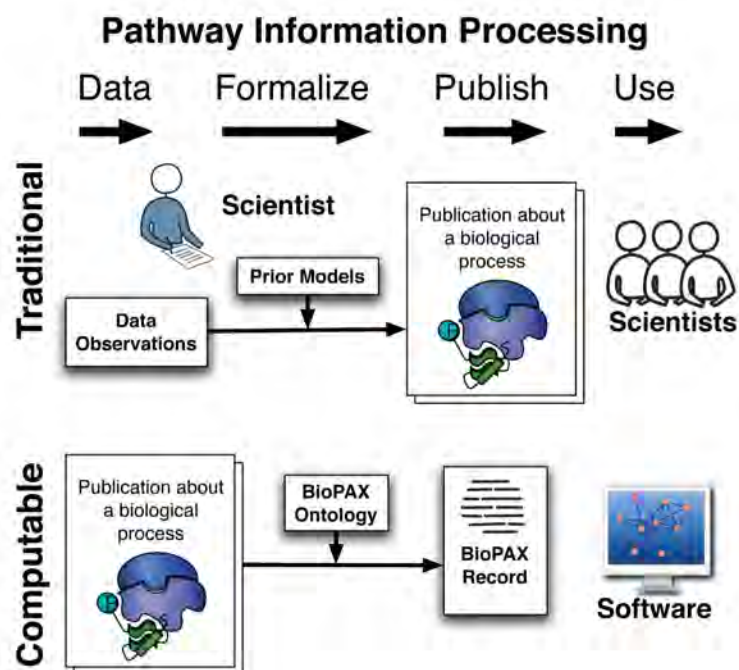 Pathway Information Processing
Data Formalize Publish Use
Traditional
Scientist
Prior Models
Data
Observations
Publication about
a biological
process
Scientists
Computable
Publication about
a biological
process
BioPAX
Ontology
BioPAX
Record
Software